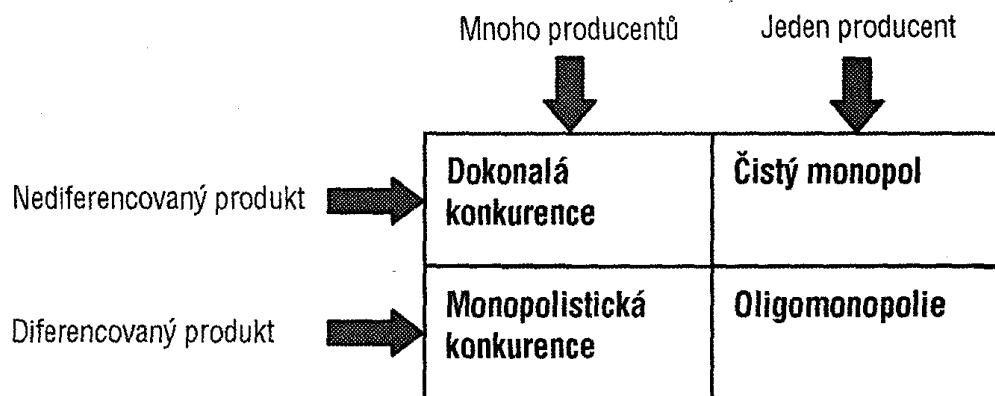 Mnoho producentů
Jeden producent
Nediferencovaný produkt
Dokonalá
konkurence
Čistý monopol
Diferencovaný produkt
Monopolistická
konkurence
Oligomonopolie